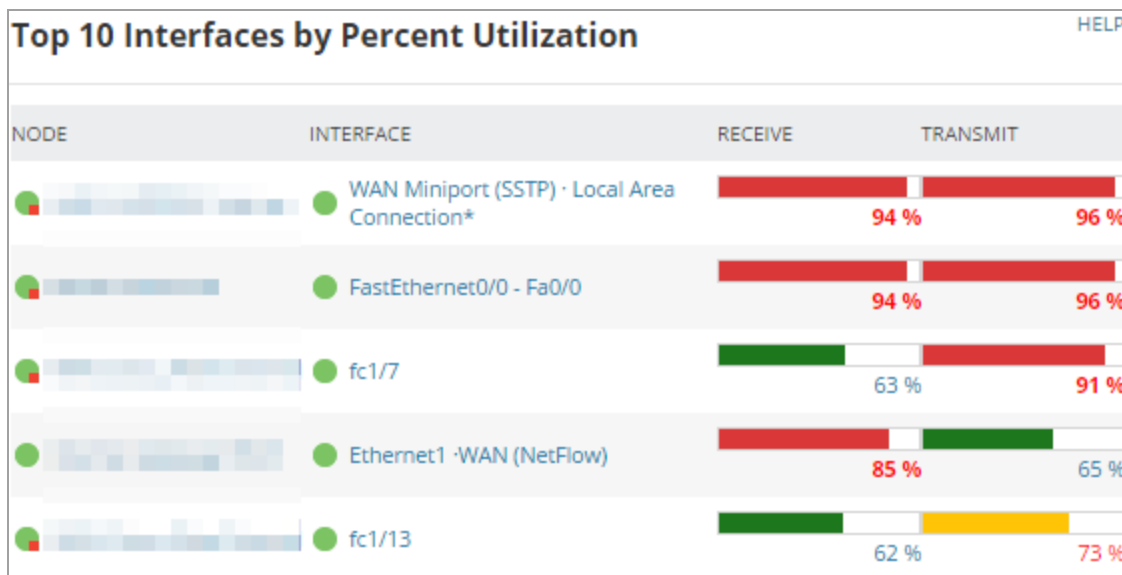 Top 10 Interfaces by Percent Utilization
HELP
NODE INTERFACE RECEIVE TRANSMIT
WAN Miniport (SSTP) · Local Area
Connection*
94 % 96 %
FastEthernet0/0 - Fa0/0
94 % 96 %
fc1/7
63 % 91 %
Ethernet1 ·WAN (NetFlow)
85 % 65 %
fc1/13
62 % 73 %